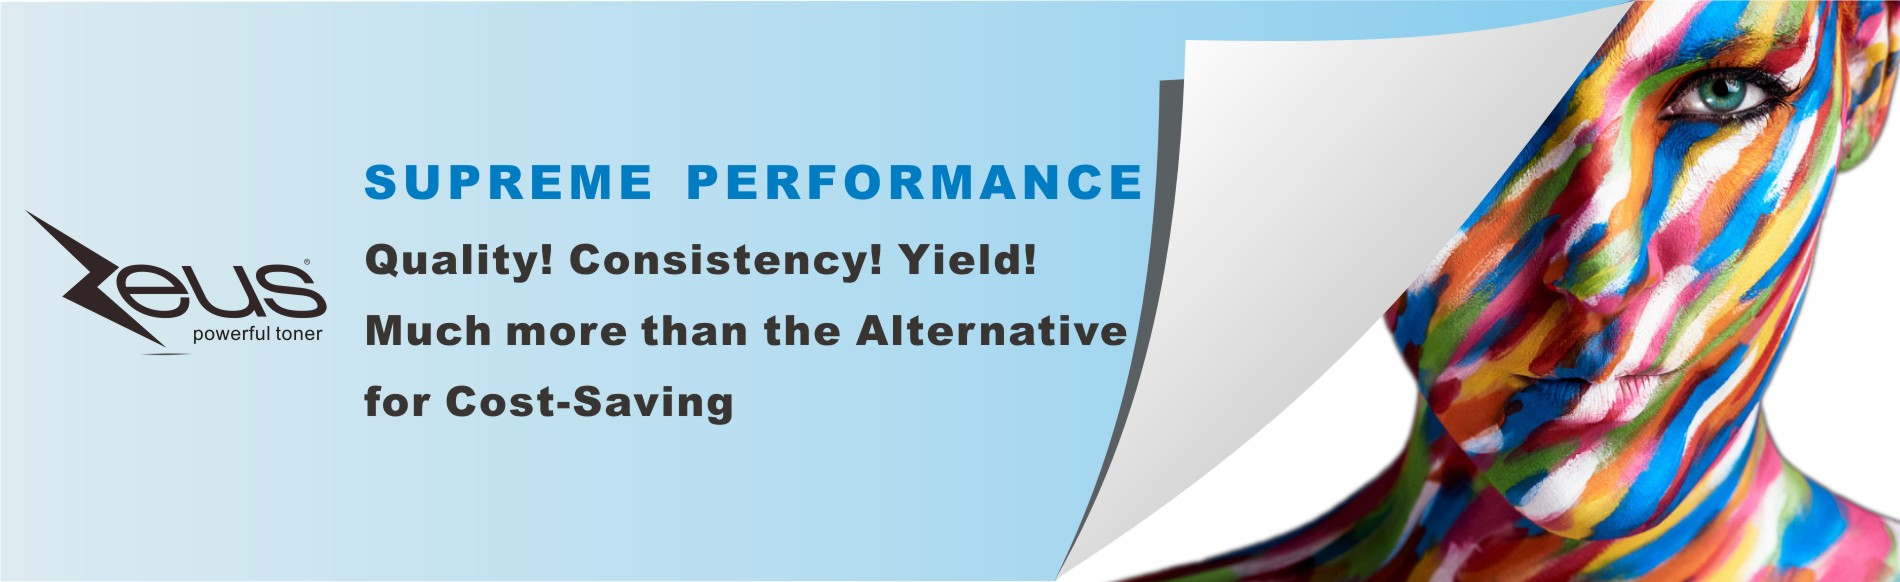 Zeus®
powerful toner
SUPREME PERFORMANCE
Quality! Consistency! Yield!
Much more than the Alternative
for Cost-Saving